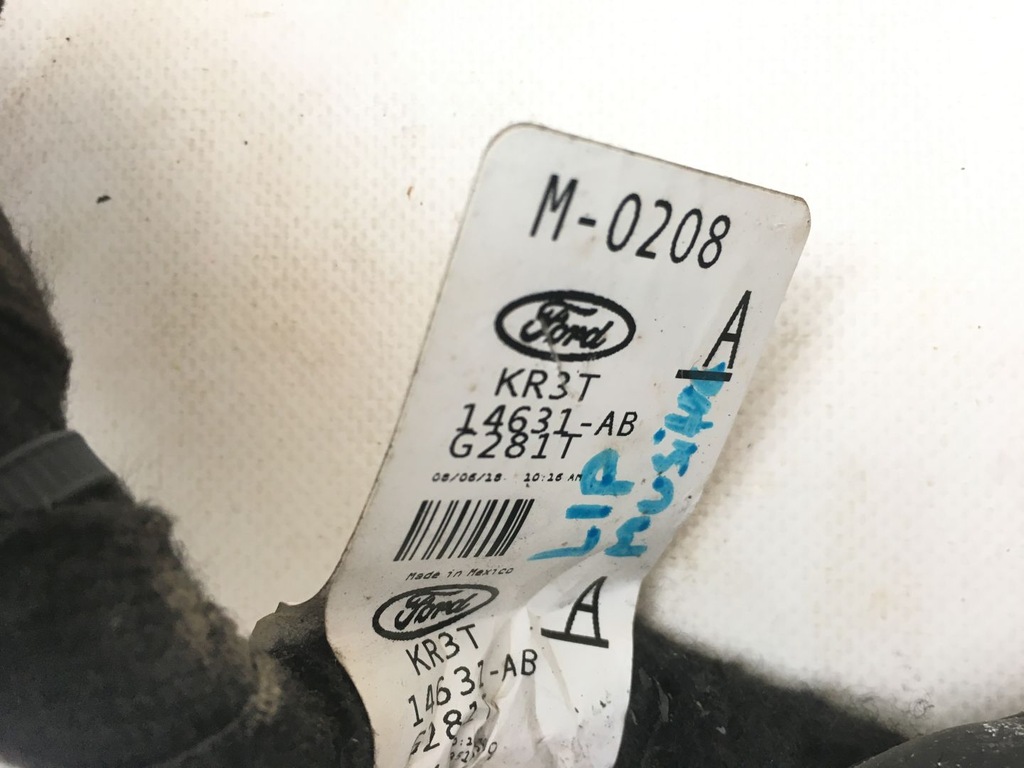 M-0208
Ford
A
KR3T
14631-AB
G281T
08/06/18 10:16 AM
LIP
Made in Mexico
Ford
A
KR3T
14631-AB